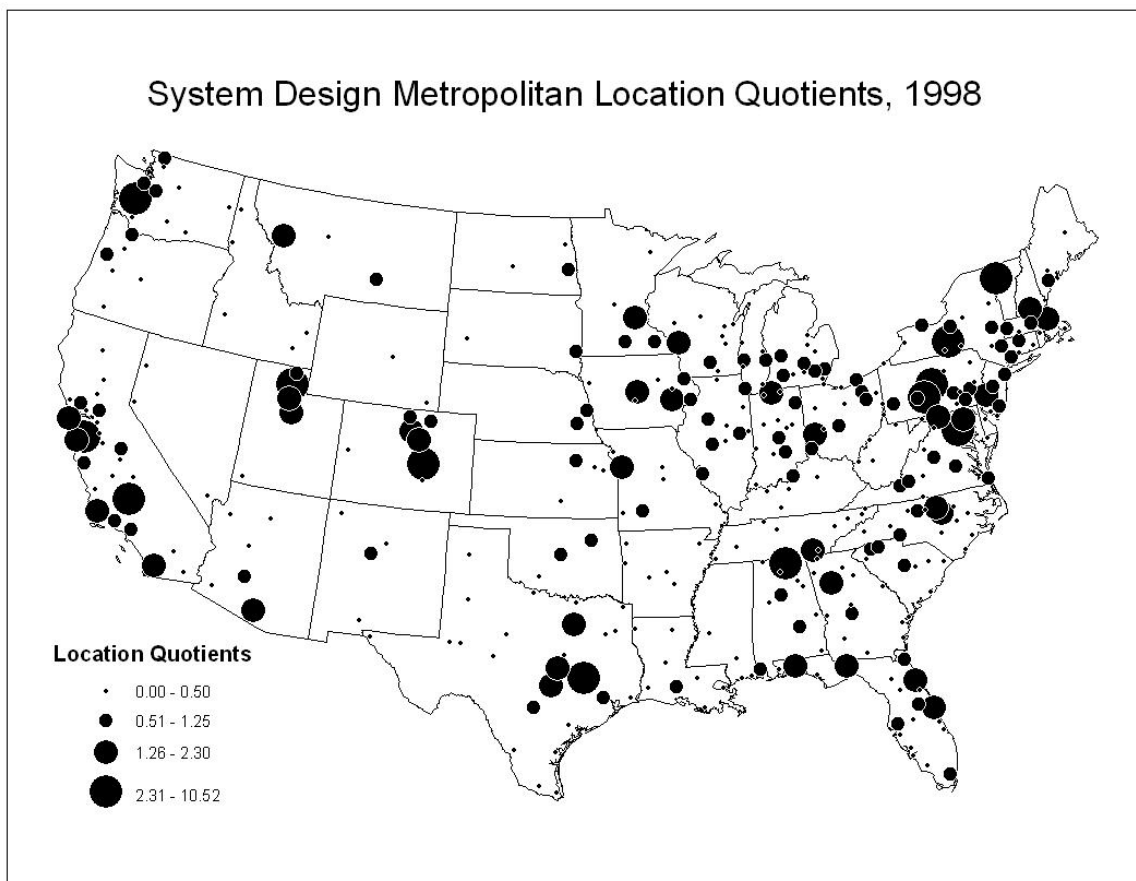 System Design Metropolitan Location Quotients, 1998
Location Quotients
0.00 - 0.50
0.51 - 1.25
1.26 - 2.30
2.31 - 10.52